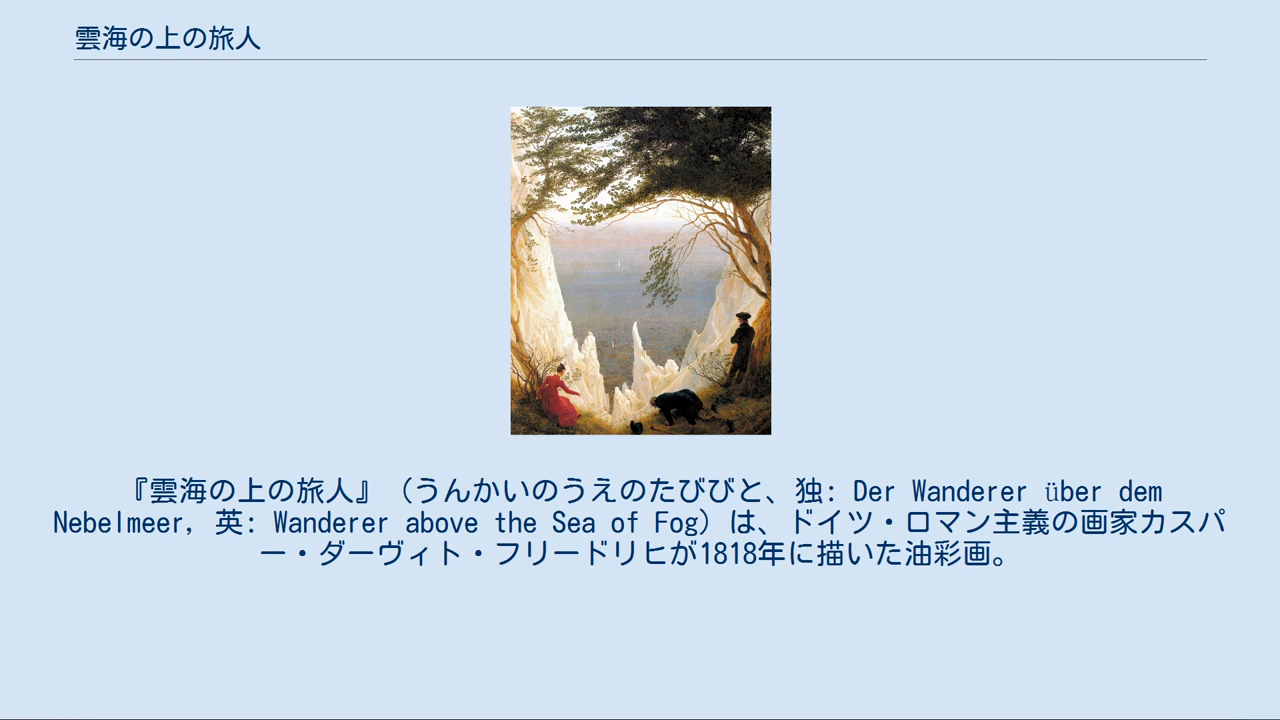 雲海の上の旅人
『雲海の上の旅人』（うんかいのうえのたびびと、独: Der Wanderer über dem
Nebelmeer, 英: Wanderer above the Sea of Fog）は、ドイツ・ロマン主義の画家カスパ
ー・ダーヴィト・フリードリヒが1818年に描いた油彩画。